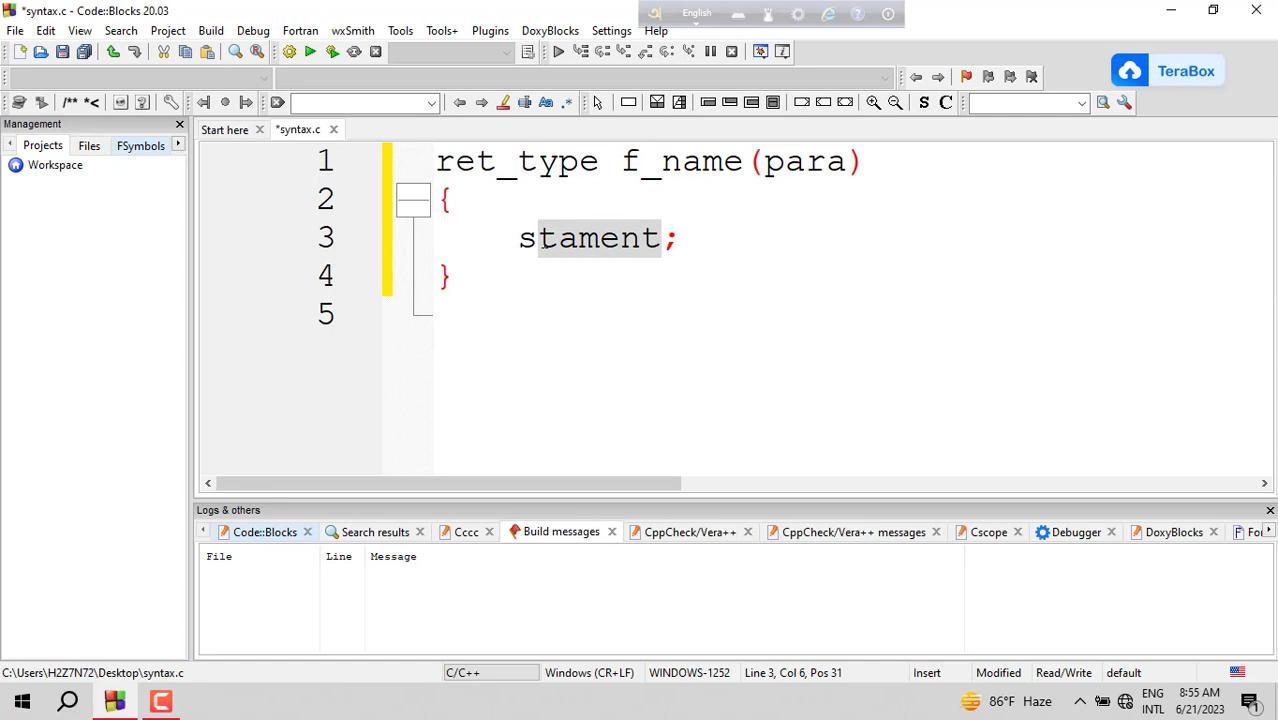 *syntax.c - Code::Blocks 20.03
English
File Edit View Search Project Build Debug Fortran wxSmith Tools Tools+ Plugins DoxyBlocks Settings Help
TeraBox
/** *<
Aa .*
S C
Management
Projects Files FSymbols
Workspace
Start here *syntax.c
1 ret_type f_name(para)
2 {
3 stament;
4 }
5
Logs & others
Code::Blocks Search results Cccc Build messages CppCheck/Vera++ CppCheck/Vera++ messages Cscope Debugger DoxyBlocks For
File Line Message
C:\Users\H2Z7N72\Desktop\syntax.c C/C++ Windows (CR+LF) WINDOWS-1252 Line 3, Col 6, Pos 31 Insert Modified Read/Write default
86°F Haze ENG INTL 8:55 AM 6/21/2023 1